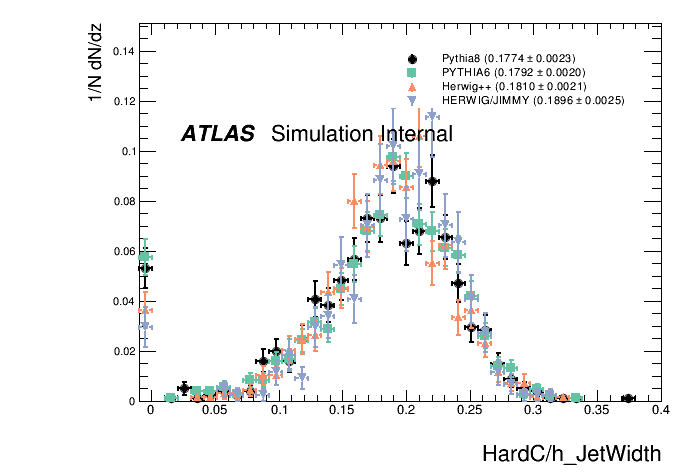 1/N dN/dz
0.14
0.12
0.1
0.08
0.06
0.04
0.02
0
Pythia8 (0.1774 ± 0.0023)
PYTHIA6 (0.1792 ± 0.0020)
Herwig++ (0.1810 ± 0.0021)
HERWIG/JIMMY (0.1896 ± 0.0025)
ATLAS Simulation Internal
0 0.05 0.1 0.15 0.2 0.25 0.3 0.35 0.4
HardC/h_JetWidth